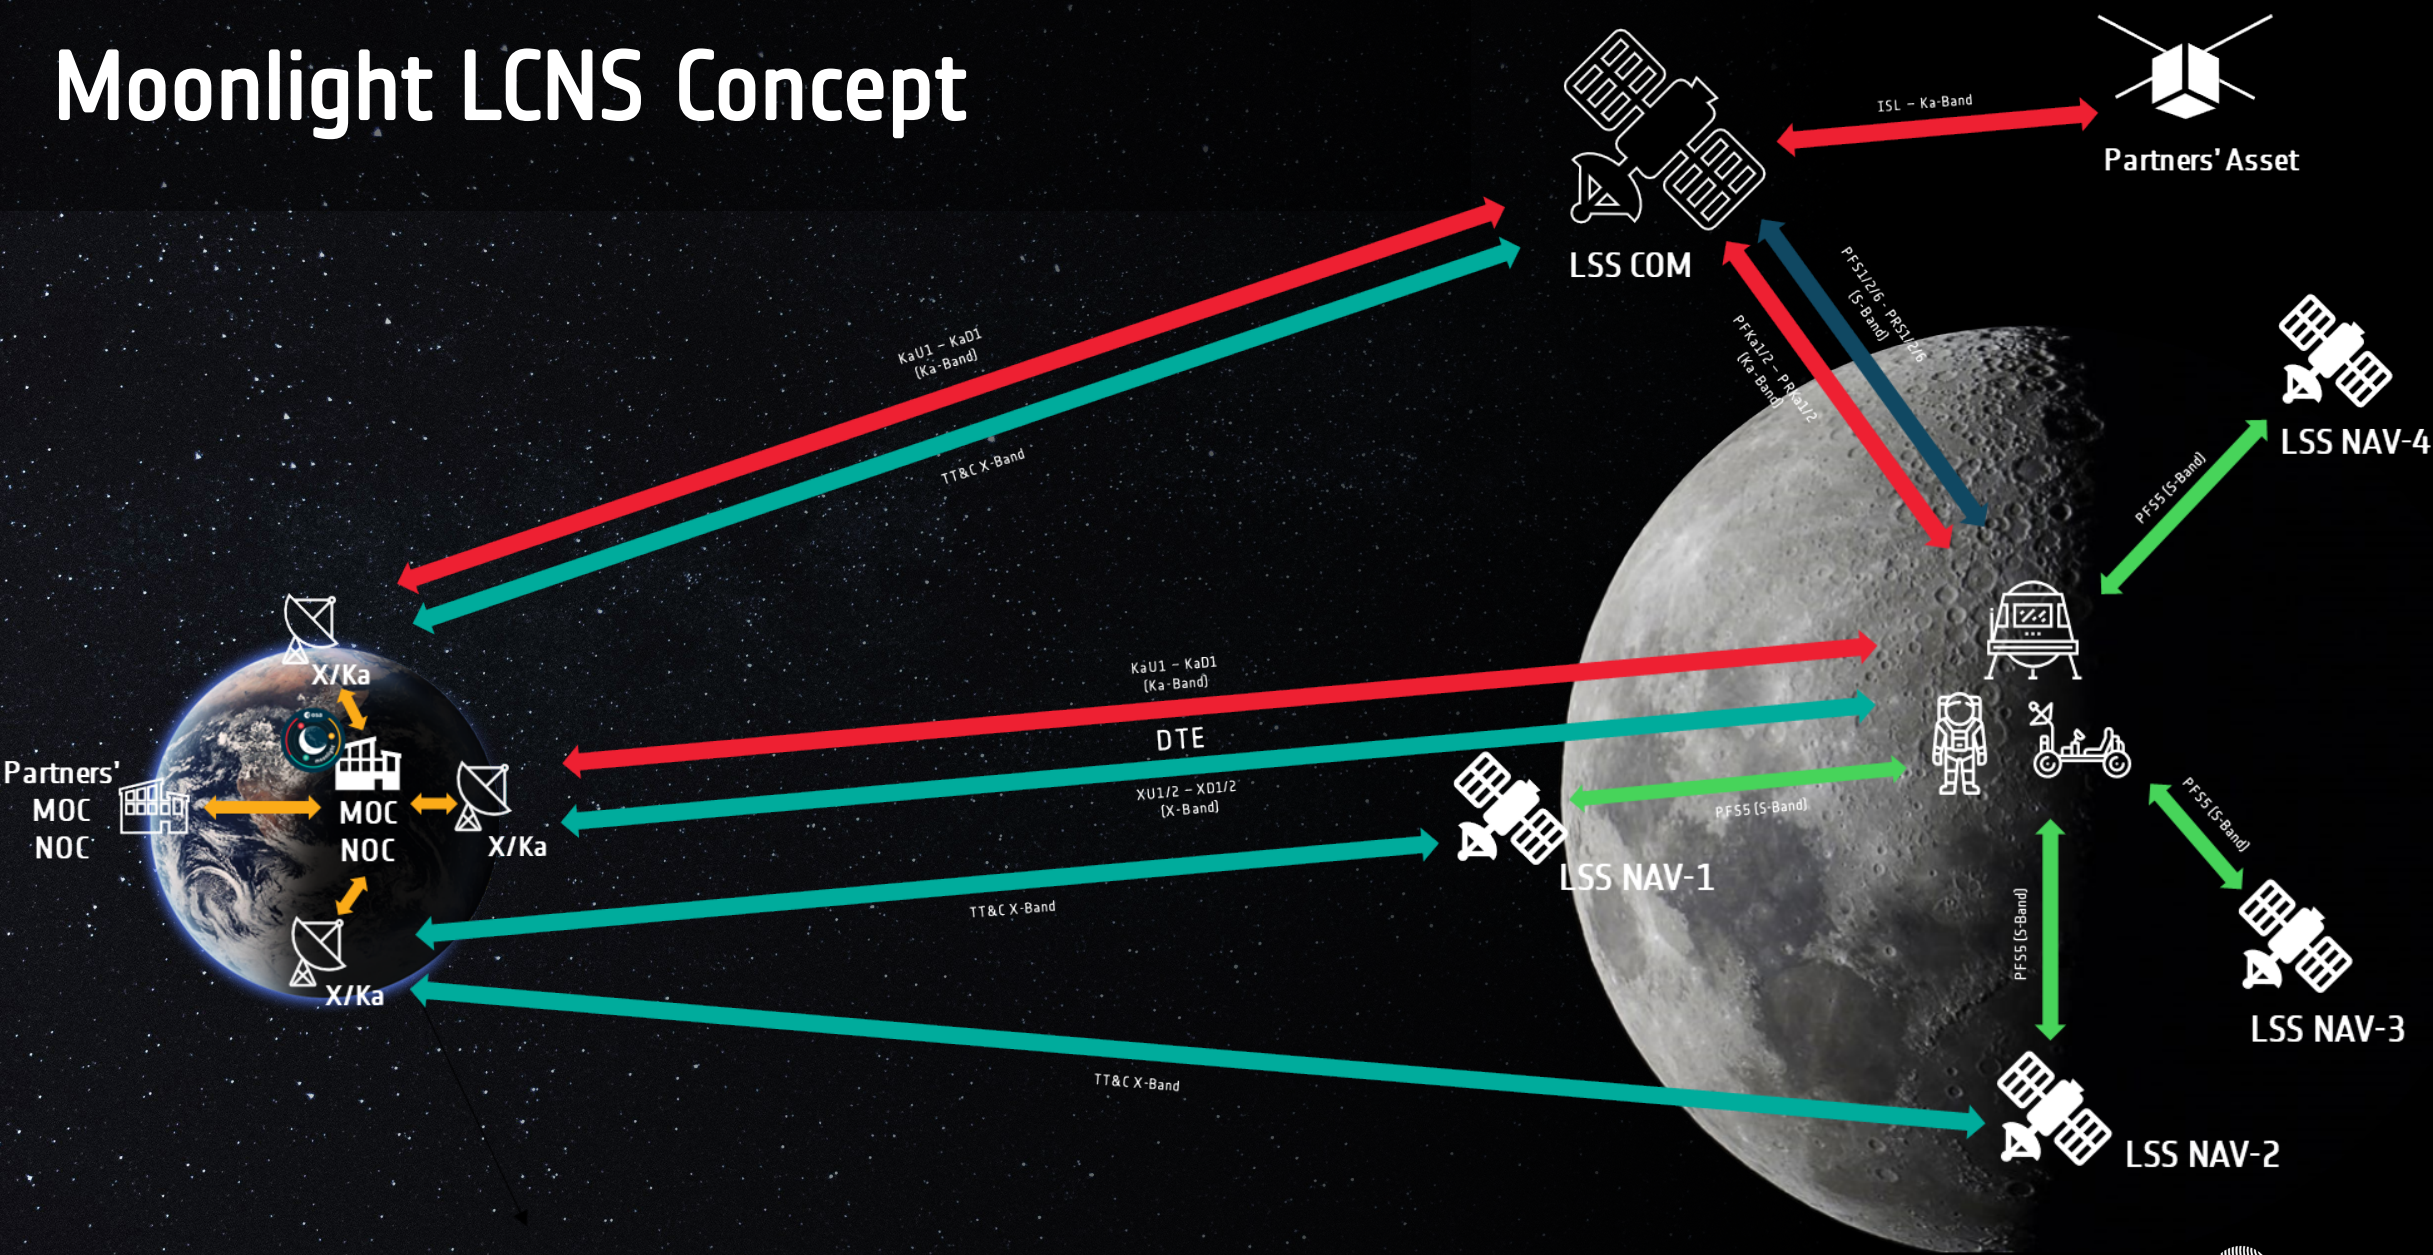 Moonlight LCNS Concept
ISL – Ka-Band
Partners' Asset
LSS COM
PFS1/2/6 - PRS1/2/6
(S-Band)
PFKa1/2 – PRKa1/2
(Ka-Band)
KaU1 – KaD1
(Ka-Band)
TT&C X-Band
LSS NAV-4
PFS5 (S-Band)
X/Ka
esa
KaU1 – KaD1
(Ka-Band)
DTE
XU1/2 – XD1/2
(X-Band)
Partners'
MOC
NOC
MOC
NOC
X/Ka
PFS5 (S-Band)
LSS NAV-1
PFS5 (S-Band)
TT&C X-Band
PFS5 (S-Band)
X/Ka
LSS NAV-3
TT&C X-Band
LSS NAV-2